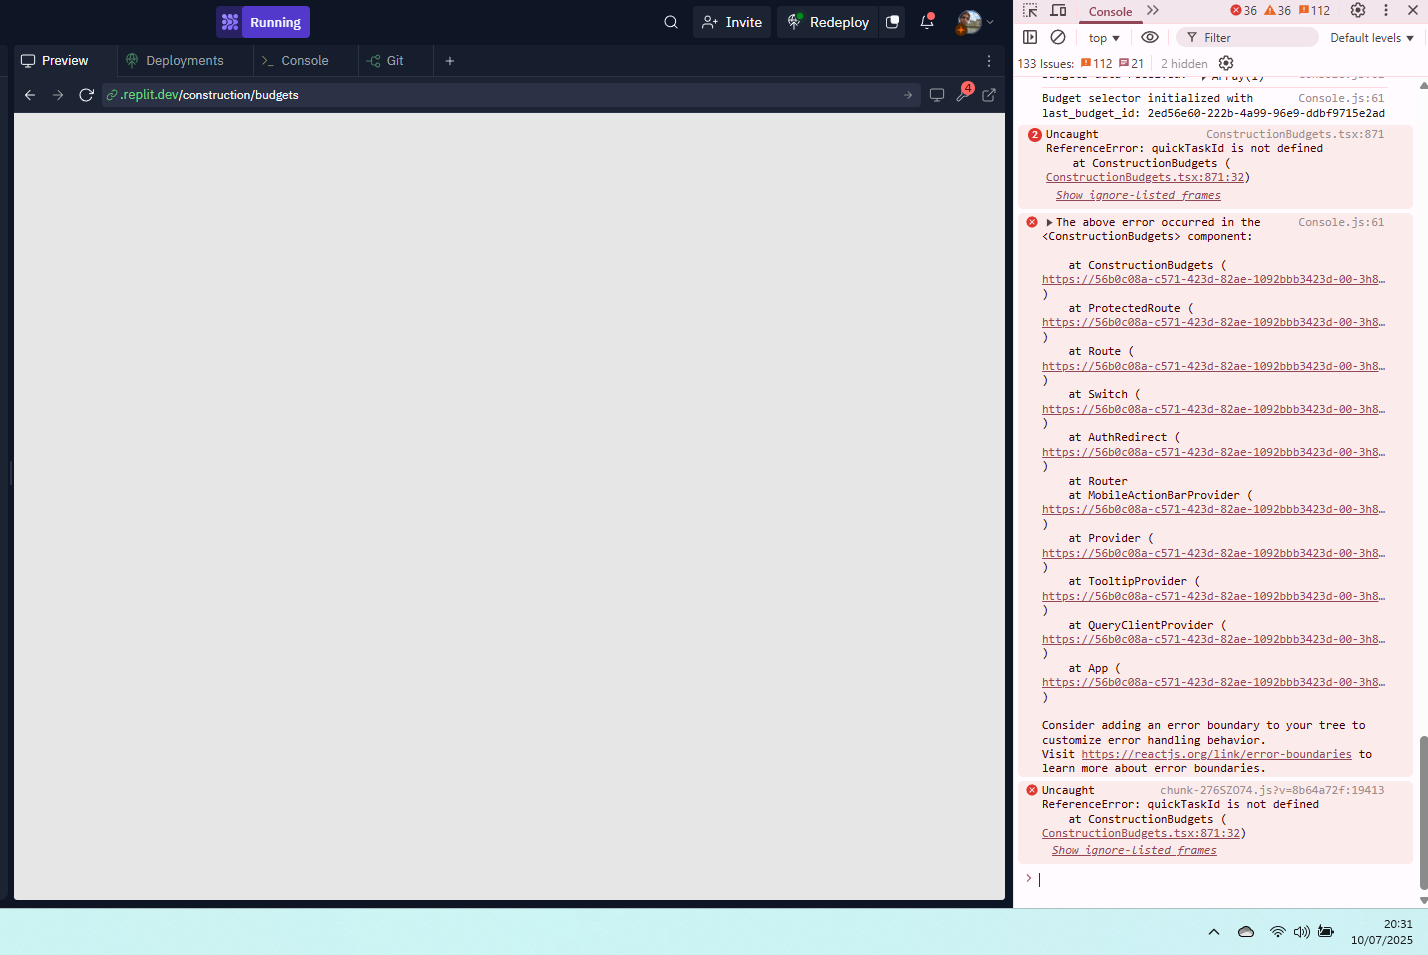 Running
Invite
Redeploy
Preview
Deployments
Console
Git
.replit.dev/construction/budgets
4
Console
36
36
112
top
Filter
Default levels
133 Issues:
112
21
2 hidden
Budget selector initialized with
Console.js:61
last_budget_id: 2ed56e60-222b-4a99-96e9-ddbf9715e2ad
2
Uncaught
ConstructionBudgets.tsx:871
ReferenceError: quickTaskId is not defined
at ConstructionBudgets (
ConstructionBudgets.tsx:871:32)
Show ignore-listed frames
The above error occurred in the
Console.js:61
<ConstructionBudgets> component:
at ConstructionBudgets (
https://56b0c08a-c571-423d-82ae-1092bbb3423d-00-3h8…
)
at ProtectedRoute (
https://56b0c08a-c571-423d-82ae-1092bbb3423d-00-3h8…
)
at Route (
https://56b0c08a-c571-423d-82ae-1092bbb3423d-00-3h8…
)
at Switch (
https://56b0c08a-c571-423d-82ae-1092bbb3423d-00-3h8…
)
at AuthRedirect (
https://56b0c08a-c571-423d-82ae-1092bbb3423d-00-3h8…
)
at Router
at MobileActionBarProvider (
https://56b0c08a-c571-423d-82ae-1092bbb3423d-00-3h8…
)
at Provider (
https://56b0c08a-c571-423d-82ae-1092bbb3423d-00-3h8…
)
at TooltipProvider (
https://56b0c08a-c571-423d-82ae-1092bbb3423d-00-3h8…
)
at QueryClientProvider (
https://56b0c08a-c571-423d-82ae-1092bbb3423d-00-3h8…
)
at App (
https://56b0c08a-c571-423d-82ae-1092bbb3423d-00-3h8…
)
Consider adding an error boundary to your tree to
customize error handling behavior.
Visit https://reactjs.org/link/error-boundaries to
learn more about error boundaries.
Uncaught
chunk-276SZO74.js?v=8b64a72f:19413
ReferenceError: quickTaskId is not defined
at ConstructionBudgets (
ConstructionBudgets.tsx:871:32)
Show ignore-listed frames
20:31
10/07/2025